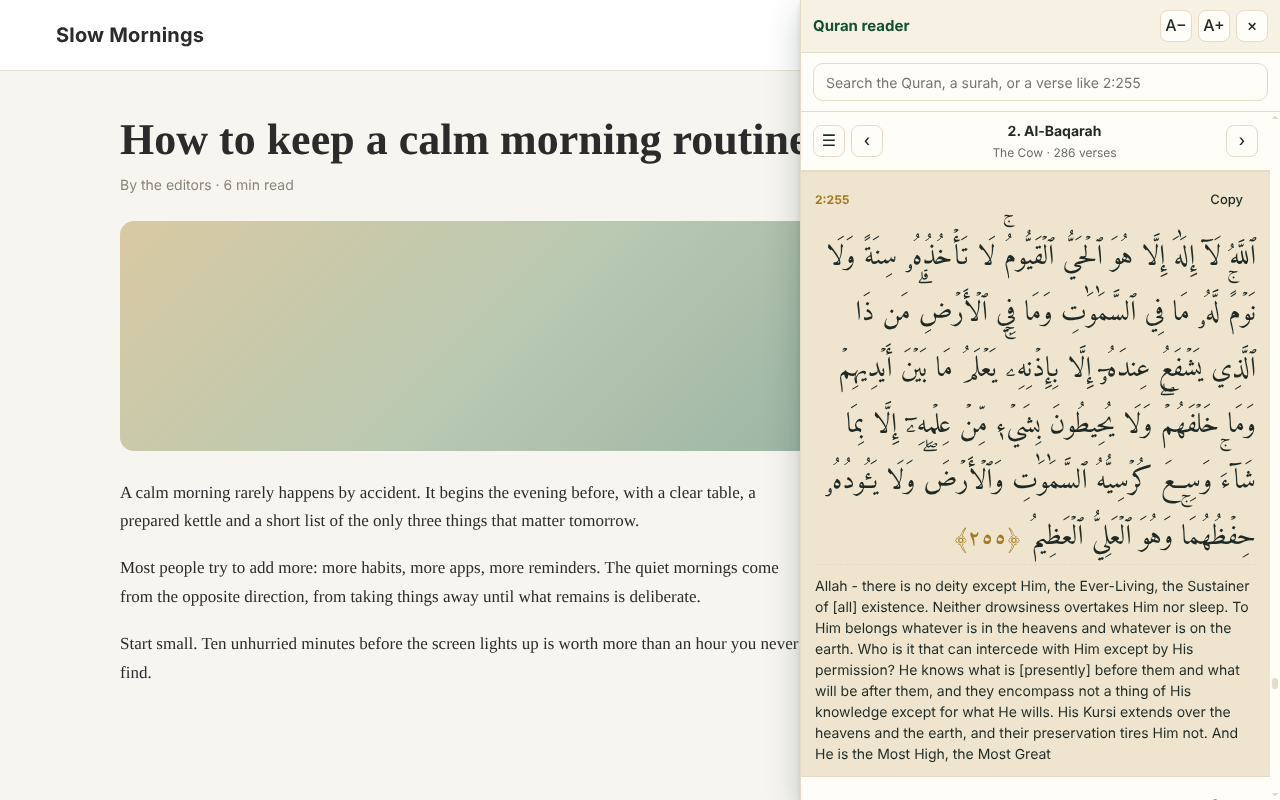 Slow Mornings
How to keep a calm morning routine
By the editors · 6 min read
A calm morning rarely happens by accident. It begins the evening before, with a clear table, a
prepared kettle and a short list of the only three things that matter tomorrow.
Most people try to add more: more habits, more apps, more reminders. The quiet mornings come
from the opposite direction, from taking things away until what remains is deliberate.
Start small. Ten unhurried minutes before the screen lights up is worth more than an hour you never
find.
Quran reader
A−
A+
×
Search the Quran, a surah, or a verse like 2:255
☰
‹
2. Al-Baqarah
The Cow · 286 verses
›
2:255
Copy
ٱللَّهُ لَآ إِلَٰهَ إِلَّا هُوَ ٱلۡحَيُّ ٱلۡقَيُّومُۚ لَا تَأۡخُذُهُۥ سِنَةٞ وَلَا
نَوۡمٞۚ لَّهُۥ مَا فِي ٱلسَّمَٰوَٰتِ وَمَا فِي ٱلۡأَرۡضِۗ مَن ذَا
ٱلَّذِي يَشۡفَعُ عِندَهُۥٓ إِلَّا بِإِذۡنِهِۦۚ يَعۡلَمُ مَا بَيۡنَ أَيۡدِيهِمۡ
وَمَا خَلۡفَهُمۡۖ وَلَا يُحِيطُونَ بِشَيۡءٖ مِّنۡ عِلۡمِهِۦٓ إِلَّا بِمَا
شَآءَۚ وَسِعَ كُرۡسِيُّهُ ٱلسَّمَٰوَٰتِ وَٱلۡأَرۡضَۖ وَلَا يَـُٔودُهُۥ
حِفۡظُهُمَاۚ وَهُوَ ٱلۡعَلِيُّ ٱلۡعَظِيمُ ﴿٢٥٥﴾
Allah - there is no deity except Him, the Ever-Living, the Sustainer
of [all] existence. Neither drowsiness overtakes Him nor sleep. To
Him belongs whatever is in the heavens and whatever is on the
earth. Who is it that can intercede with Him except by His
permission? He knows what is [presently] before them and what
will be after them, and they encompass not a thing of His
knowledge except for what He wills. His Kursi extends over the
heavens and the earth, and their preservation tires Him not. And
He is the Most High, the Most Great